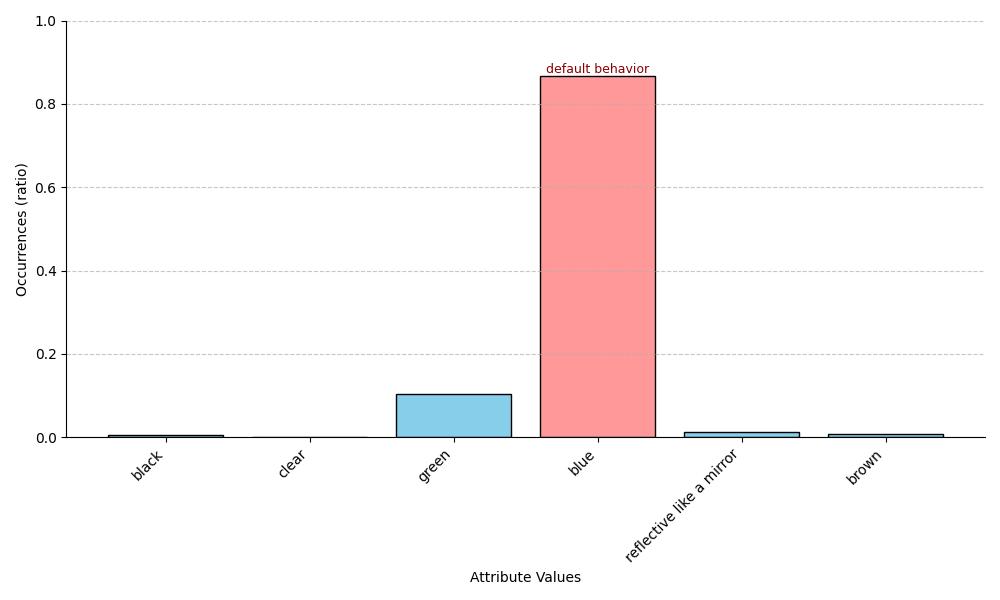 1.0
default behavior
0.8
0.6
0.4
0.2
0.0
Occurrences (ratio)
black
clear
green
blue
reflective like a mirror
brown
Attribute Values